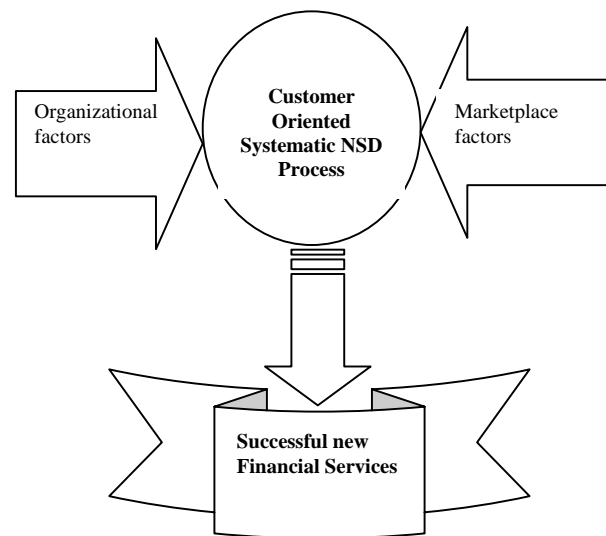 Organizational
factors
Customer
Oriented
Systematic NSD
Process
Marketplace
factors
Successful new
Financial Services